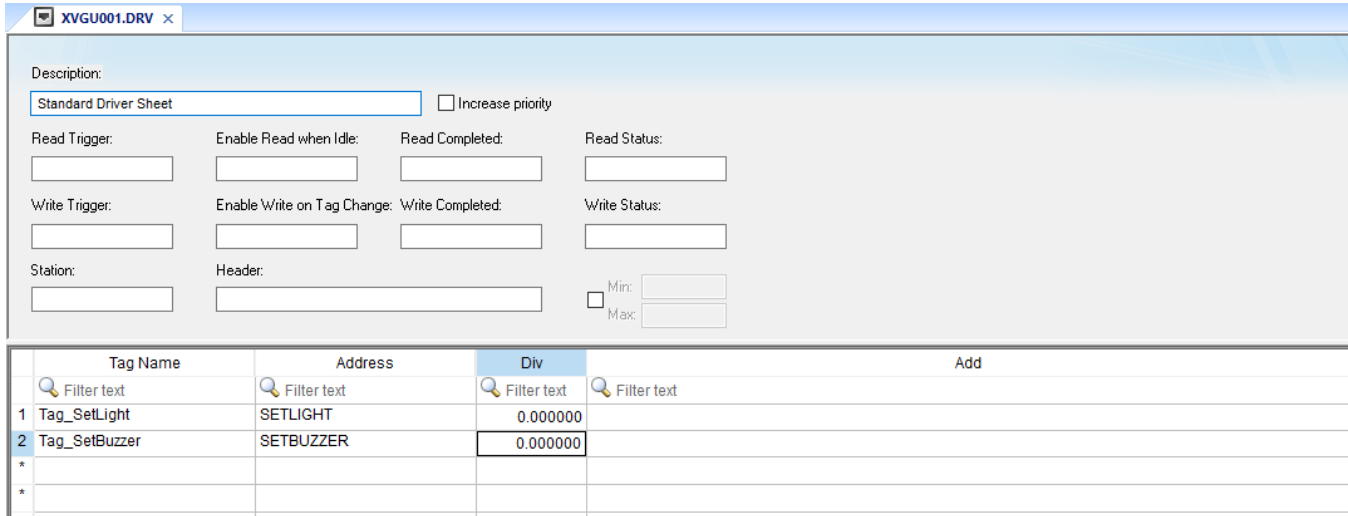 XVGU001.DRV ×
Description:
Standard Driver Sheet
Increase priority
Read Trigger: Enable Read when Idle: Read Completed: Read Status:
Write Trigger: Enable Write on Tag Change: Write Completed: Write Status:
Station: Header:
Min:
Max:
Tag Name Address Div Add
Filter text Filter text Filter text Filter text
1 Tag_SetLight SETLIGHT 0.000000
2 Tag_SetBuzzer SETBUZZER 0.000000
*
*